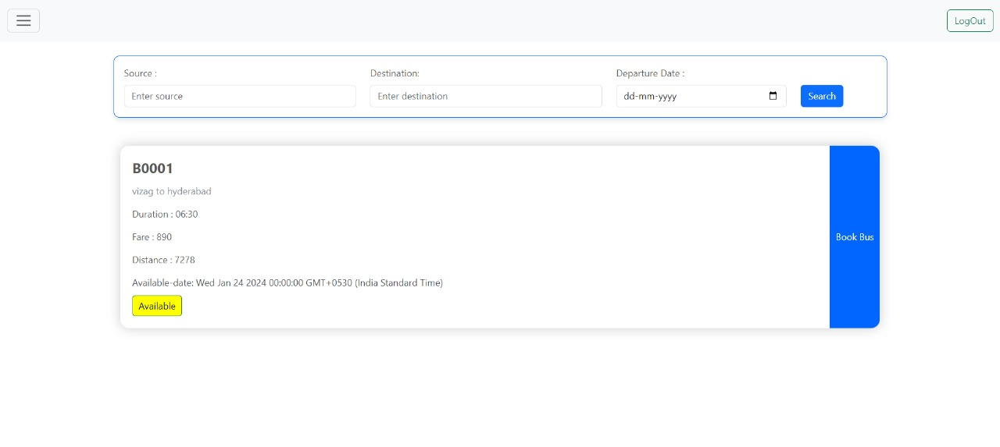 LogOut
Source :
Destination:
Departure Date :
Enter source
Enter destination
dd-mm-yyyy
Search
B0001
vizag to hyderabad
Duration : 06:30
Fare : 890
Book Bus
Distance : 7278
Available-date: Wed Jan 24 2024 00:00:00 GMT+0530 (India Standard Time)
Available